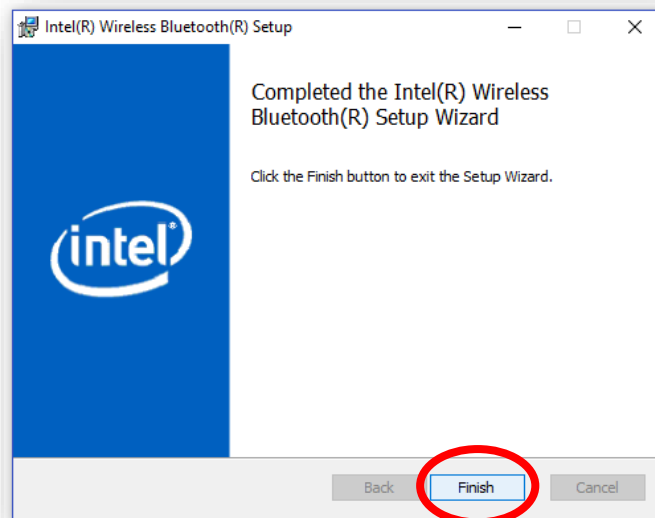 Intel(R) Wireless Bluetooth(R) Setup
Completed the Intel(R) Wireless
Bluetooth(R) Setup Wizard
Click the Finish button to exit the Setup Wizard.
intel®
Back
Finish
Cancel